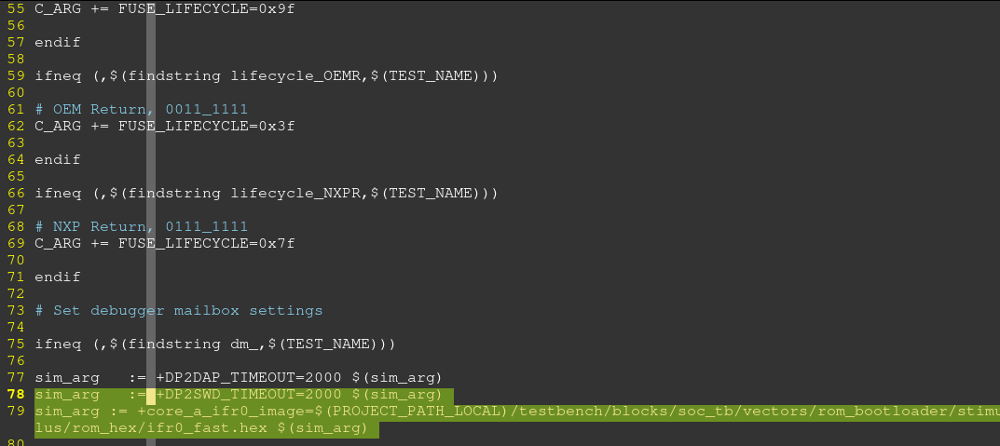 55 C_ARG += FUSE_LIFECYCLE=0x9f
56
57 endif
58
59 ifneq (,$(findstring lifecycle_OEMR,$(TEST_NAME)))
60
61 # OEM Return, 0011_1111
62 C_ARG += FUSE_LIFECYCLE=0x3f
63
64 endif
65
66 ifneq (,$(findstring lifecycle_NXPR,$(TEST_NAME)))
67
68 # NXP Return, 0111_1111
69 C_ARG += FUSE_LIFECYCLE=0x7f
70
71 endif
72
73 # Set debugger mailbox settings
74
75 ifneq (,$(findstring dm_,$(TEST_NAME)))
76
77 sim_arg   := +DP2DAP_TIMEOUT=2000 $(sim_arg)
78 sim_arg   := +DP2SWD_TIMEOUT=2000 $(sim_arg)
79 sim_arg := +core_a_ifr0_image=$(PROJECT_PATH_LOCAL)/testbench/blocks/soc_tb/vectors/rom_bootloader/stimu
lus/rom_hex/ifr0_fast.hex $(sim_arg)
80